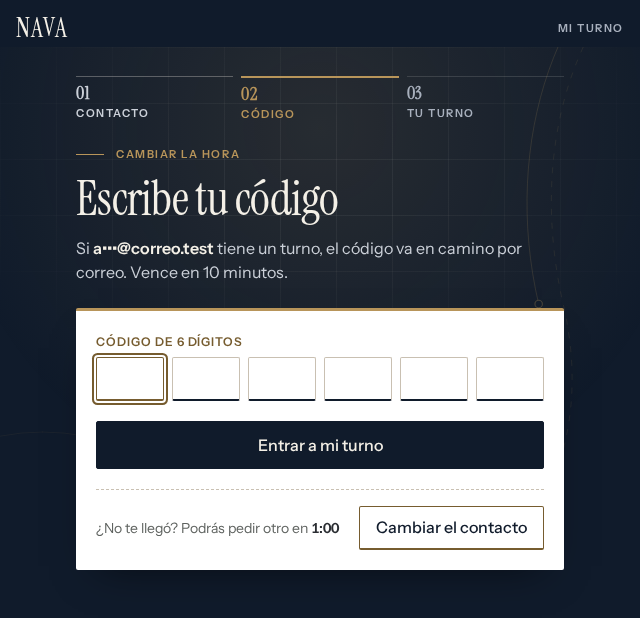 NAVA
MI TURNO
01
CONTACTO
02
CÓDIGO
03
TU TURNO
CAMBIAR LA HORA
Escribe tu código
Si a•••@correo.test tiene un turno, el código va en camino por
correo. Vence en 10 minutos.
CÓDIGO DE 6 DÍGITOS
Entrar a mi turno
¿No te llegó? Podrás pedir otro en 1:00
Cambiar el contacto